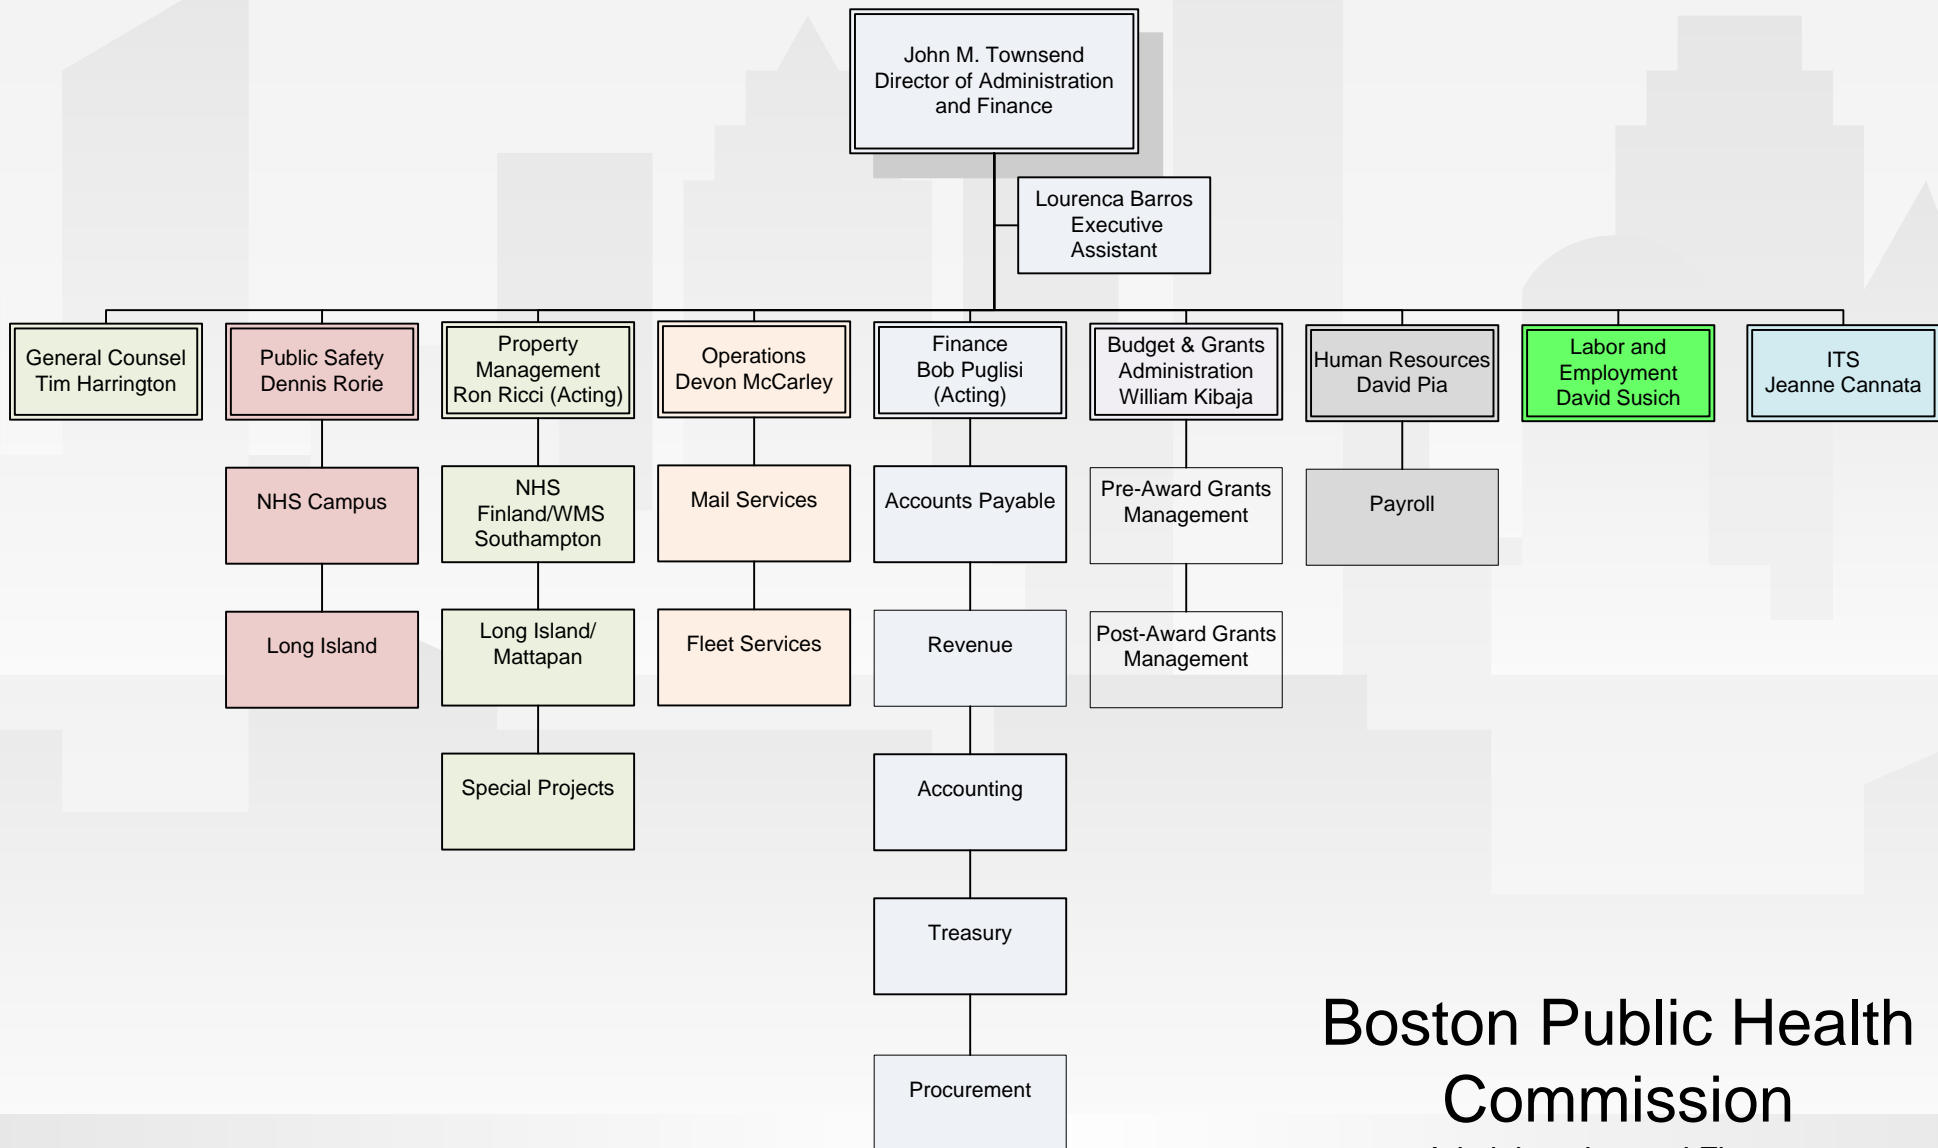 John M. Townsend
Director of Administration
and Finance
Lourenca Barros
Executive
Assistant
General Counsel
Tim Harrington
Public Safety
Dennis Rorie
Property
Management
Ron Ricci (Acting)
Operations
Devon McCarley
Finance
Bob Puglisi
(Acting)
Budget & Grants
Administration
William Kibaja
Human Resources
David Pia
Labor and
Employment
David Susich
ITS
Jeanne Cannata
NHS Campus
NHS
Finland/WMS
Southampton
Mail Services
Accounts Payable
Pre-Award Grants
Management
Payroll
Long Island
Long Island/
Mattapan
Fleet Services
Revenue
Post-Award Grants
Management
Special Projects
Accounting
Treasury
Procurement
Boston Public Health
Commission